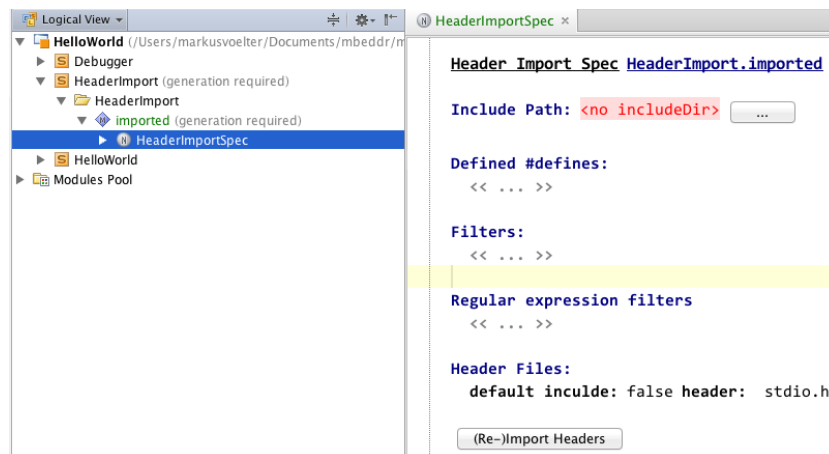 Logical View
HelloWorld (/Users/markusvoelter/Documents/mbeddr/m
S Debugger
S HeaderImport (generation required)
HeaderImport
M imported (generation required)
N HeaderImportSpec
S HelloWorld
Modules Pool
N HeaderImportSpec ×
Header Import Spec HeaderImport.imported
Include Path: <no includeDir> ...
Defined #defines:
<< ... >>
Filters:
<< ... >>
Regular expression filters
<< ... >>
Header Files:
default inculde: false header: stdio.h
(Re-)Import Headers